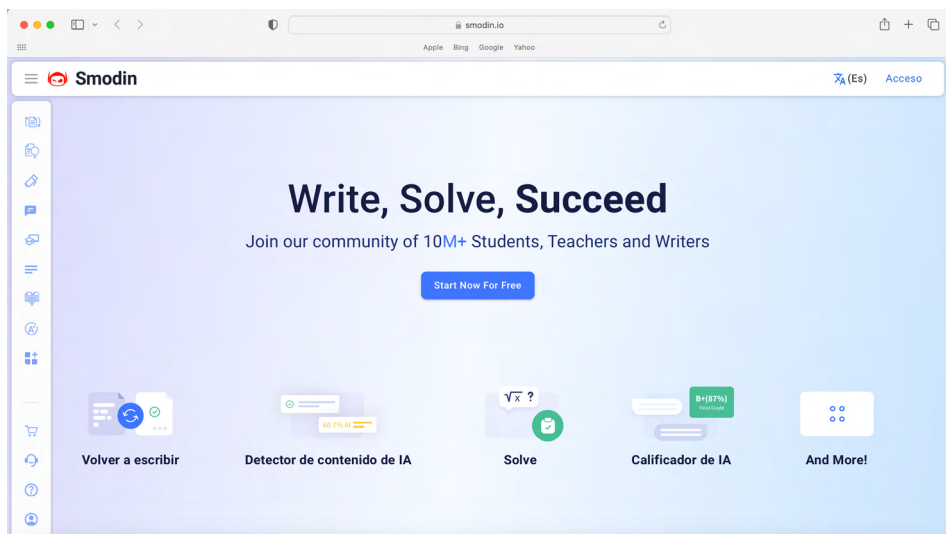 smodin.io
Apple Bing Google Yahoo
Smodin
(Es) Acceso
Write, Solve, Succeed
Join our community of 10M+ Students, Teachers and Writers
Start Now For Free
√x ?
B+(87%)
Final Grade
60.7% AI
Volver a escribir
Detector de contenido de IA
Solve
Calificador de IA
And More!